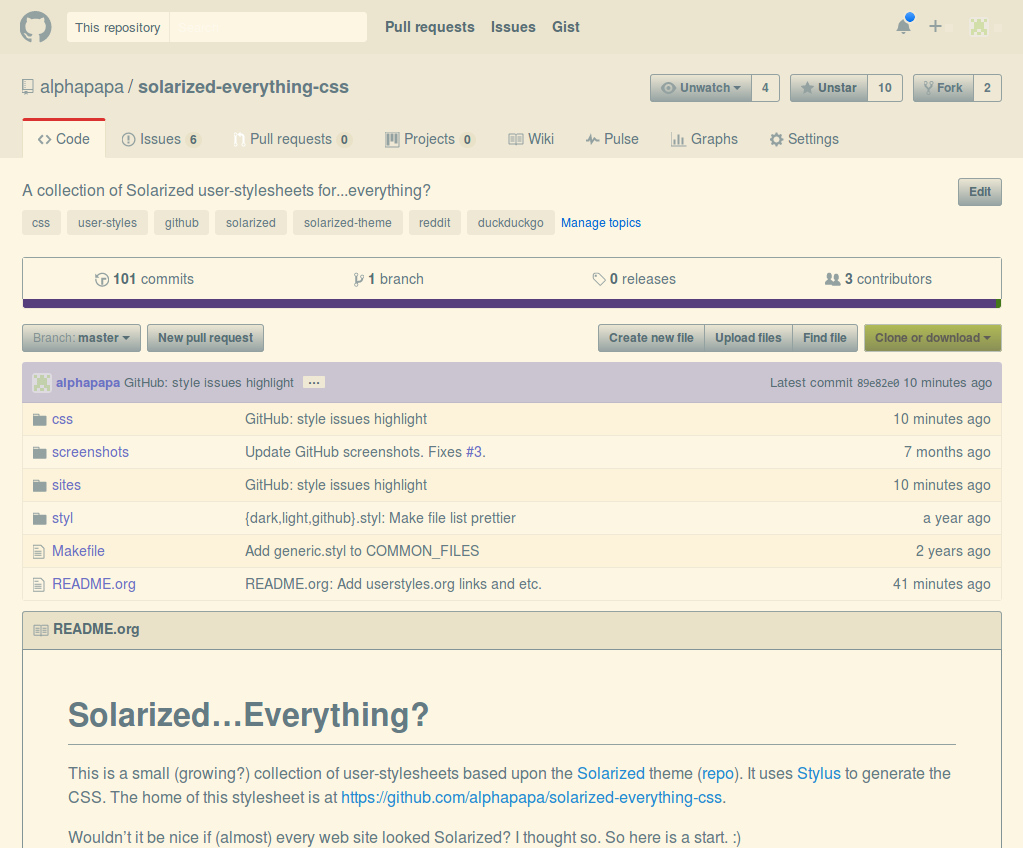 This repository Pull requests Issues Gist
alphapapa / solarized-everything-css Unwatch 4 Unstar 10 Fork 2
Code Issues 6 Pull requests 0 Projects 0 Wiki Pulse Graphs Settings
A collection of Solarized user-stylesheets for...everything? Edit
css user-styles github solarized solarized-theme reddit duckduckgo Manage topics
101 commits 1 branch 0 releases 3 contributors
Branch: master New pull request Create new file Upload files Find file Clone or download
alphapapa GitHub: style issues highlight ... Latest commit 89e82e0 10 minutes ago
css GitHub: style issues highlight 10 minutes ago
screenshots Update GitHub screenshots. Fixes #3. 7 months ago
sites GitHub: style issues highlight 10 minutes ago
styl {dark,light,github}.styl: Make file list prettier a year ago
Makefile Add generic.styl to COMMON_FILES 2 years ago
README.org README.org: Add userstyles.org links and etc. 41 minutes ago
README.org
Solarized…Everything?
This is a small (growing?) collection of user-stylesheets based upon the Solarized theme (repo). It uses Stylus to generate the
CSS. The home of this stylesheet is at https://github.com/alphapapa/solarized-everything-css.
Wouldn’t it be nice if (almost) every web site looked Solarized? I thought so. So here is a start. :)